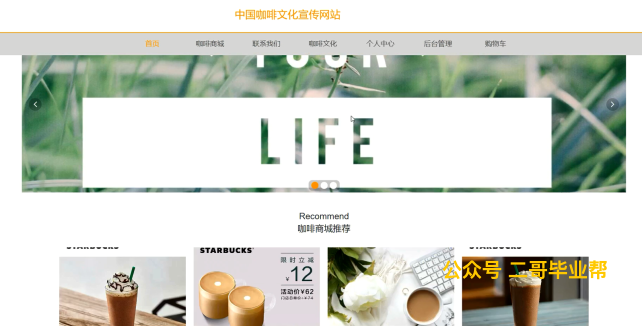 中国咖啡文化宣传网站
首页 咖啡商城 联系我们 咖啡文化 个人中心 后台管理 购物车
YOUR
LIFE
Recommend
咖啡商城推荐
STARBUCKS
STARBUCKS
限时立减
¥12
活动价¥62
STARBUCKS
公众号 二哥毕业帮